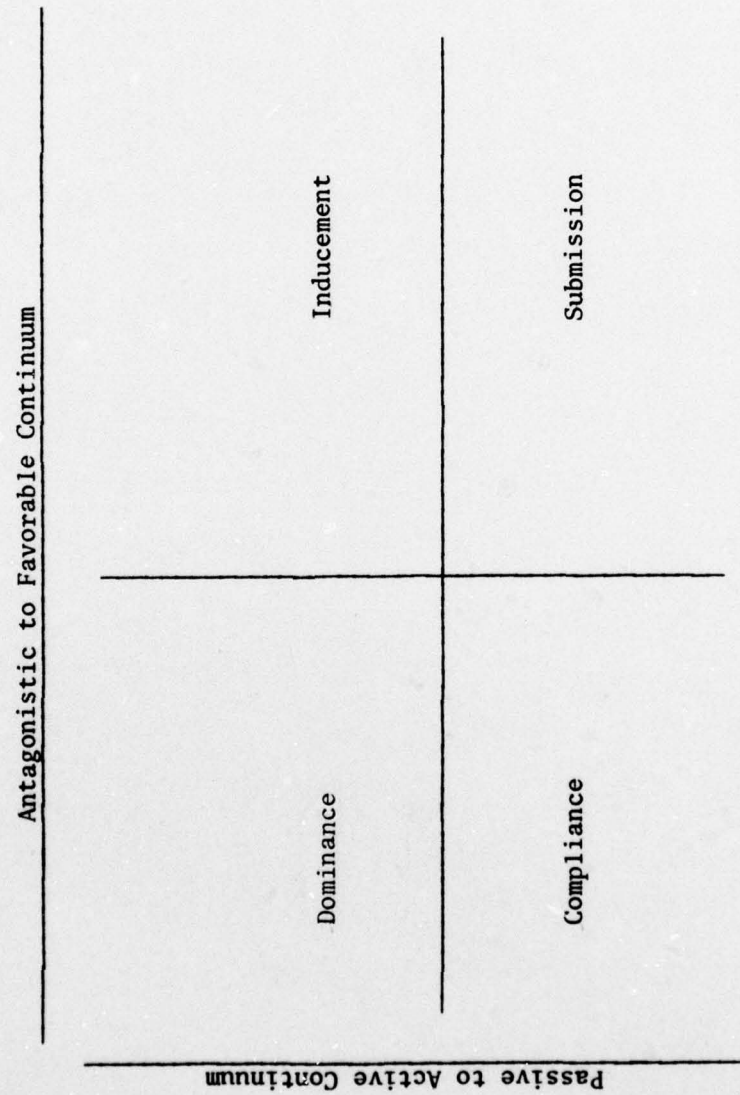 Antagonistic to Favorable Continuum
Passive to Active Continuum
Dominance
Inducement
Compliance
Submission